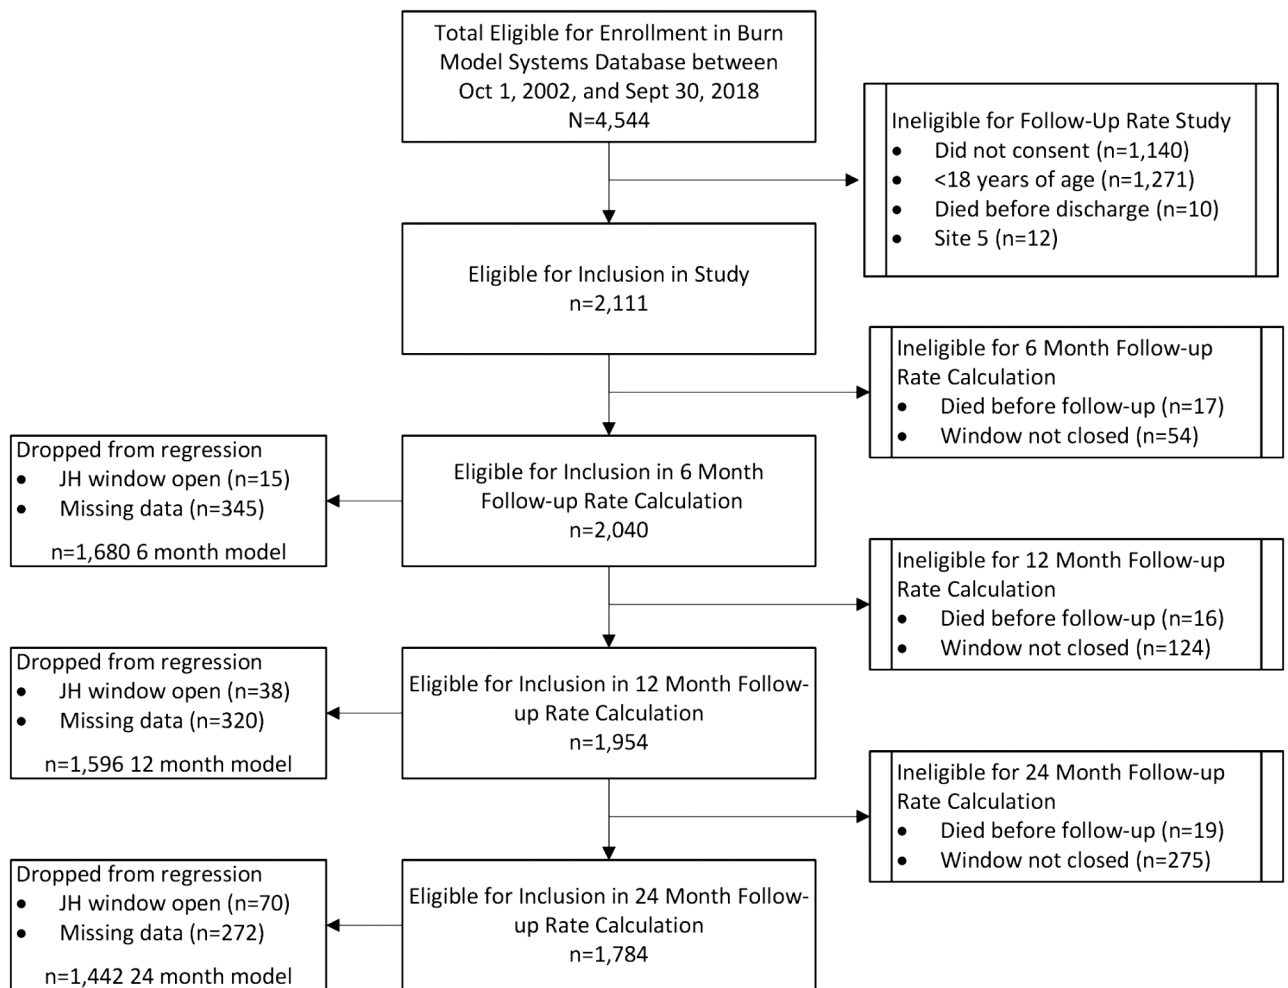 Total Eligible for Enrollment in Burn
Model Systems Database between
Oct 1, 2002, and Sept 30, 2018
N=4,544
Ineligible for Follow-Up Rate Study
• Did not consent (n=1,140)
• <18 years of age (n=1,271)
• Died before discharge (n=10)
• Site 5 (n=12)
Eligible for Inclusion in Study
n=2,111
Ineligible for 6 Month Follow-up
Rate Calculation
• Died before follow-up (n=17)
• Window not closed (n=54)
Dropped from regression
• JH window open (n=15)
• Missing data (n=345)
n=1,680 6 month model
Eligible for Inclusion in 6 Month
Follow-up Rate Calculation
n=2,040
Ineligible for 12 Month Follow-up
Rate Calculation
• Died before follow-up (n=16)
• Window not closed (n=124)
Dropped from regression
• JH window open (n=38)
• Missing data (n=320)
n=1,596 12 month model
Eligible for Inclusion in 12 Month Follow-
up Rate Calculation
n=1,954
Ineligible for 24 Month Follow-up
Rate Calculation
• Died before follow-up (n=19)
• Window not closed (n=275)
Dropped from regression
• JH window open (n=70)
• Missing data (n=272)
n=1,442 24 month model
Eligible for Inclusion in 24 Month Follow-
up Rate Calculation
n=1,784